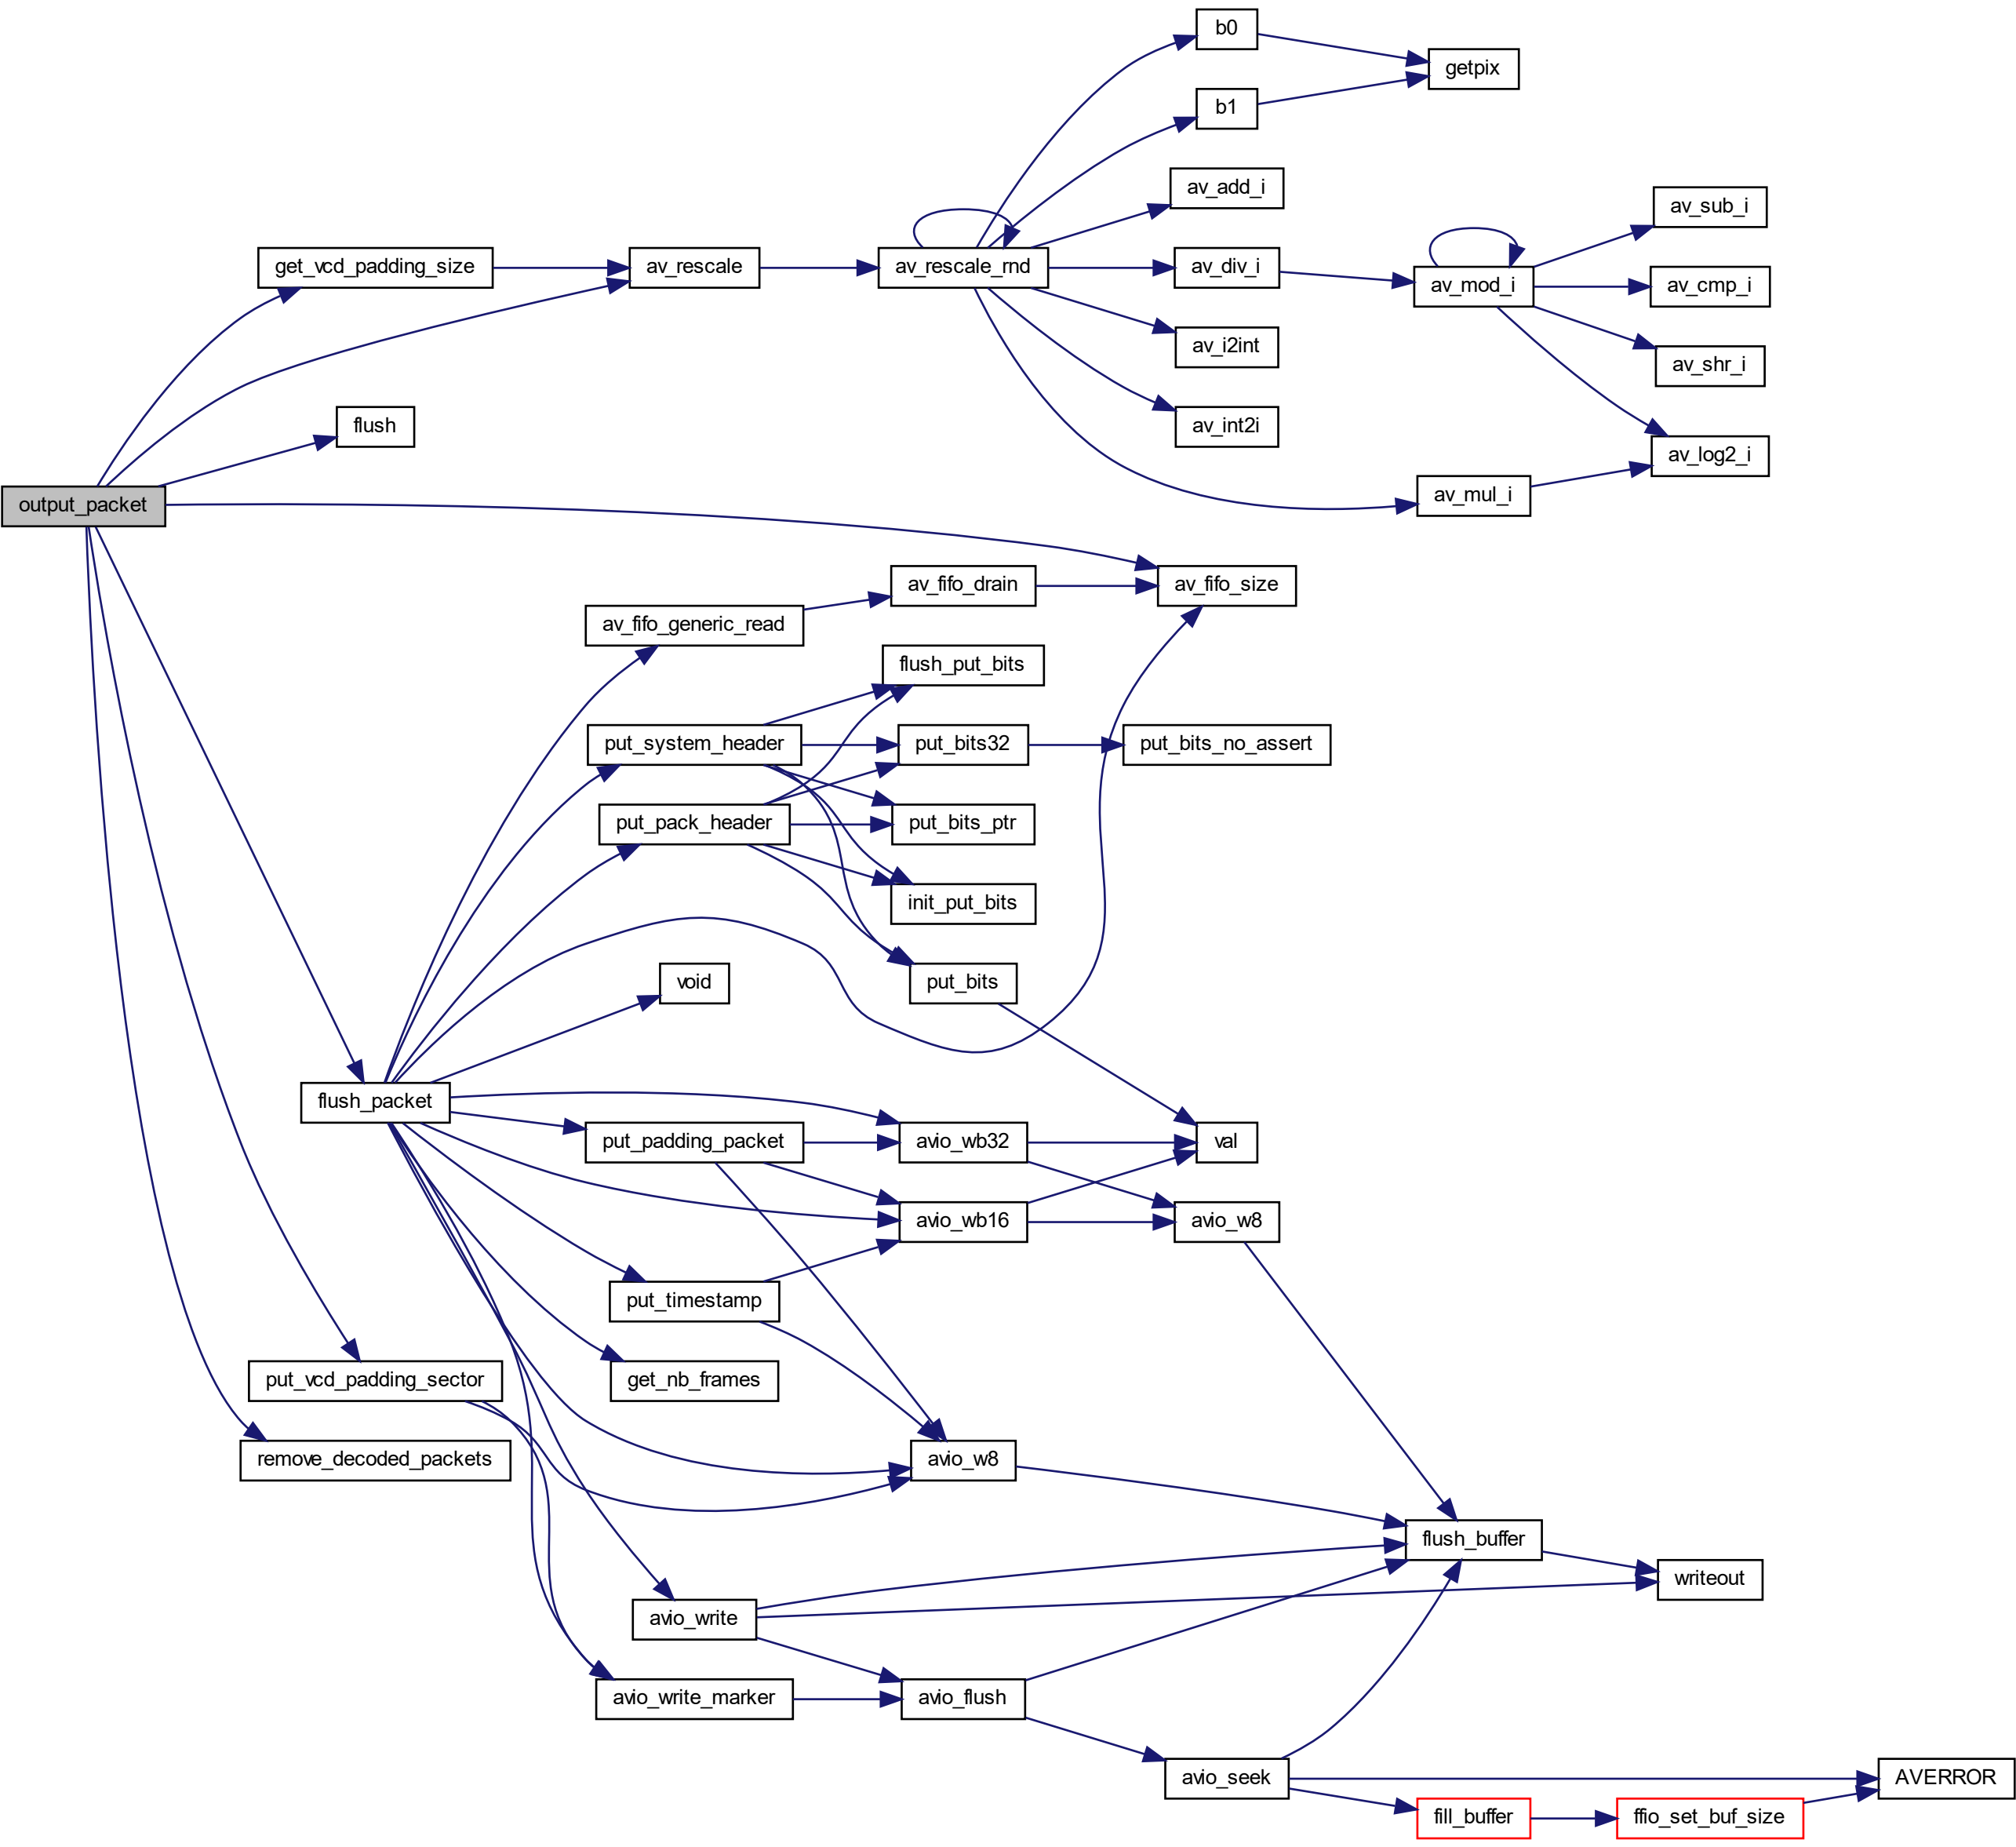 b0
getpix
b1
av_add_i
av_sub_i
get_vcd_padding_size
av_rescale
av_rescale_rnd
av_div_i
av_mod_i
av_cmp_i
av_i2int
av_shr_i
flush
av_int2i
av_log2_i
output_packet
av_mul_i
av_fifo_drain
av_fifo_size
av_fifo_generic_read
flush_put_bits
put_system_header
put_bits32
put_bits_no_assert
put_pack_header
put_bits_ptr
init_put_bits
void
put_bits
flush_packet
put_padding_packet
avio_wb32
val
avio_wb16
avio_w8
put_timestamp
put_vcd_padding_sector
get_nb_frames
remove_decoded_packets
avio_w8
flush_buffer
writeout
avio_write
avio_write_marker
avio_flush
avio_seek
AVERROR
fill_buffer
ffio_set_buf_size